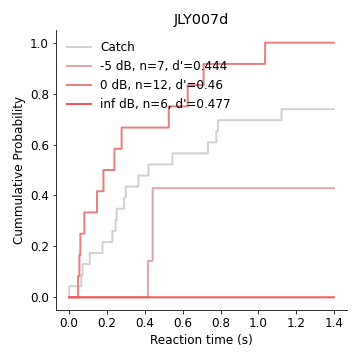 JLY007d
Catch
-5 dB, n=7, d'=0.444
0 dB, n=12, d'=0.46
inf dB, n=6, d'=0.477
1.0
0.8
0.6
0.4
0.2
0.0
Cummulative Probability
0.0 0.2 0.4 0.6 0.8 1.0 1.2 1.4
Reaction time (s)